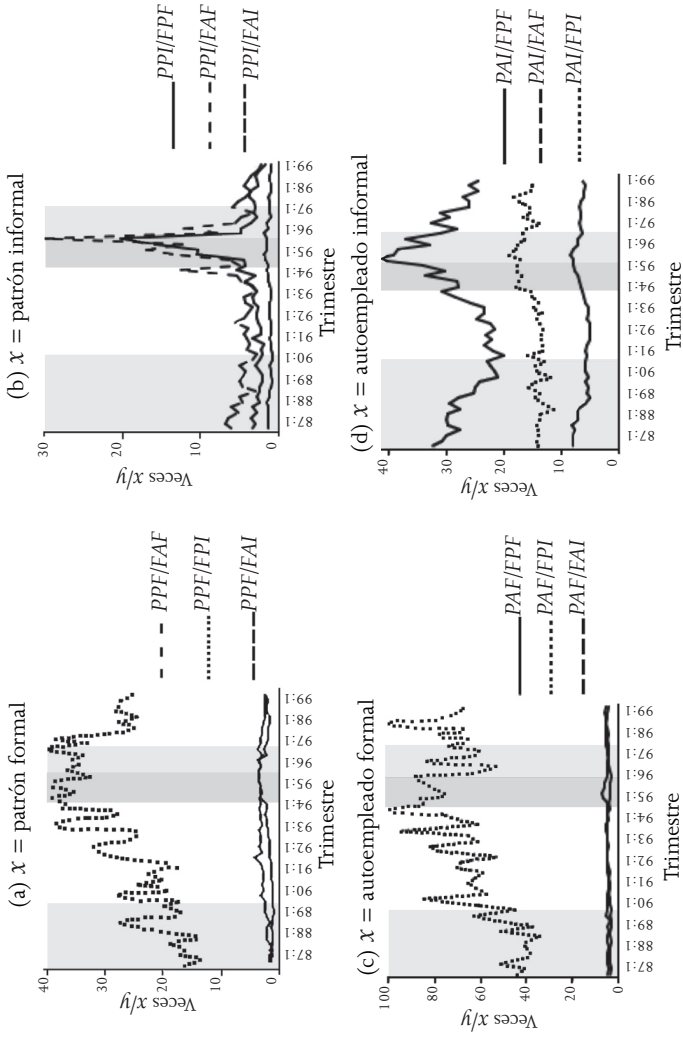 (a) x = patrón formal
Veces x/y
40
30
20
10
0
87:1 88:1 89:1 90:1 91:1 92:1 93:1 94:1 95:1 96:1 97:1 98:1 99:1
Trimestre
PPF/FAF
PPF/FPI
PPF/FAI
(b) x = patrón informal
Veces x/y
30
20
10
0
87:1 88:1 89:1 90:1 91:1 92:1 93:1 94:1 95:1 96:1 97:1 98:1 99:1
Trimestre
PPI/FPF
PPI/FAF
PPI/FAI
(c) x = autoempleado formal
Veces x/y
100
80
60
40
20
0
87:1 88:1 89:1 90:1 91:1 92:1 93:1 94:1 95:1 96:1 97:1 98:1 99:1
Trimestre
PAF/FPF
PAF/FPI
PAF/FAI
(d) x = autoempleado informal
Veces x/y
40
30
20
10
0
87:1 88:1 89:1 90:1 91:1 92:1 93:1 94:1 95:1 96:1 97:1 98:1 99:1
Trimestre
PAI/FPF
PAI/FAF
PAI/FPI